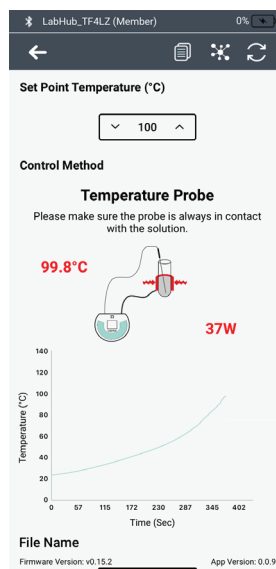 LabHub_TF4LZ (Member) 0%
Set Point Temperature (°C)
100
Control Method
Temperature Probe
Please make sure the probe is always in contact
with the solution.
99.8°C
37W
140
120
100
80
60
40
20
0
Temperature (°C)
0 57 115 172 230 287 345 402
Time (Sec)
File Name
Firmware Version: v0.15.2 App Version: 0.0.9